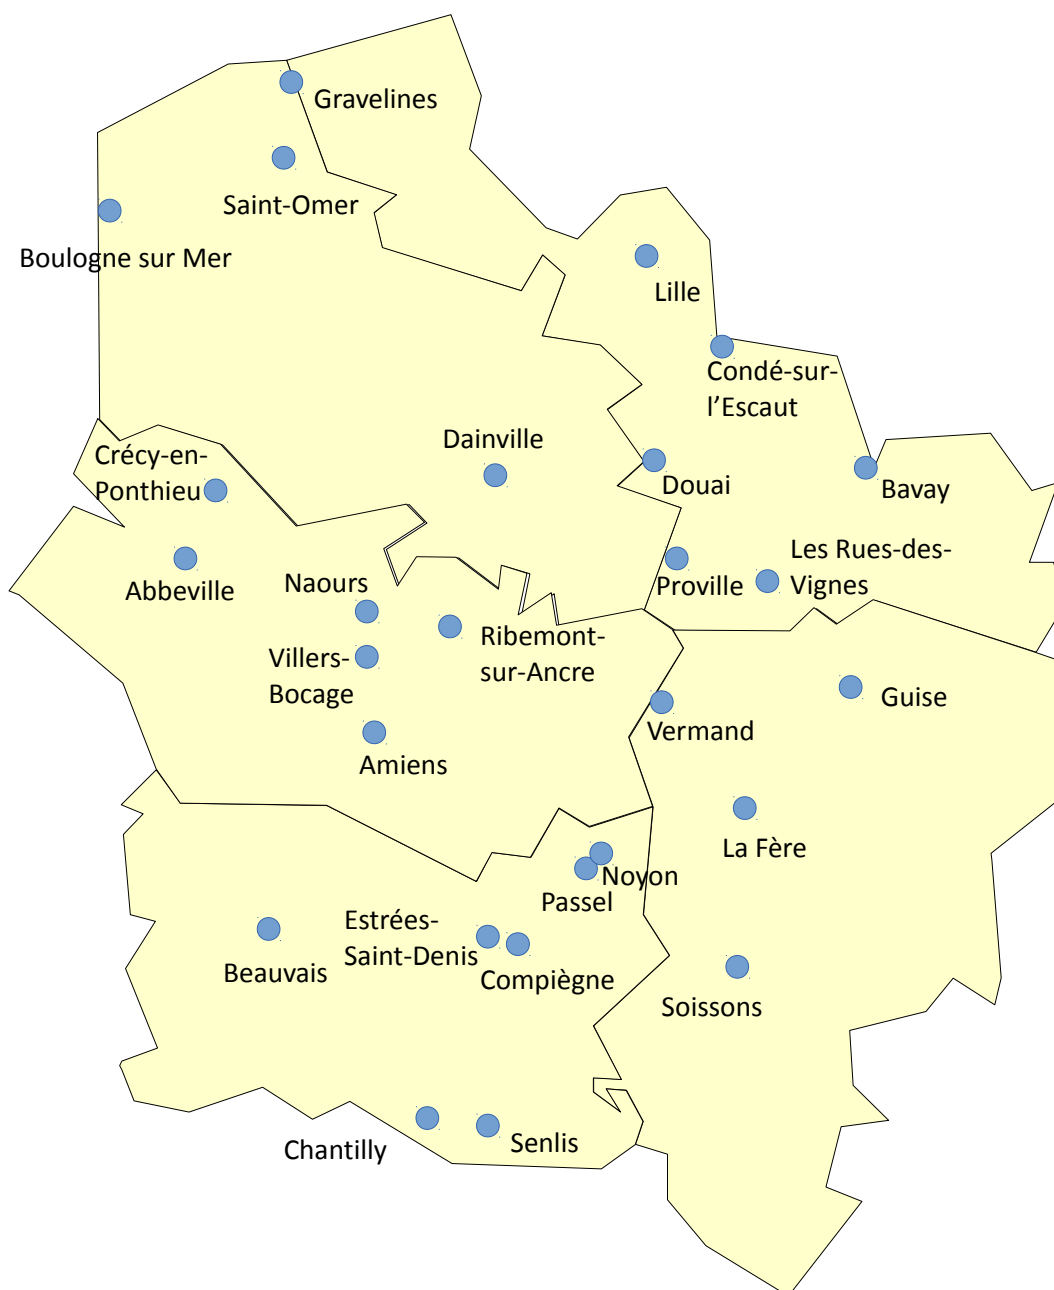 Gravelines
Saint-Omer
Boulogne sur Mer
Lille
Condé-sur-
l'Escaut
Dainville
Crécy-en-
Ponthieu
Douai
Bavay
Les Rues-des-
Vignes
Proville
Abbeville
Naours
Ribemont-
sur-Ancre
Villers-
Bocage
Guise
Vermand
Amiens
La Fère
Noyon
Passel
Estrées-
Saint-Denis
Beauvais
Compiègne
Soissons
Chantilly
Senlis